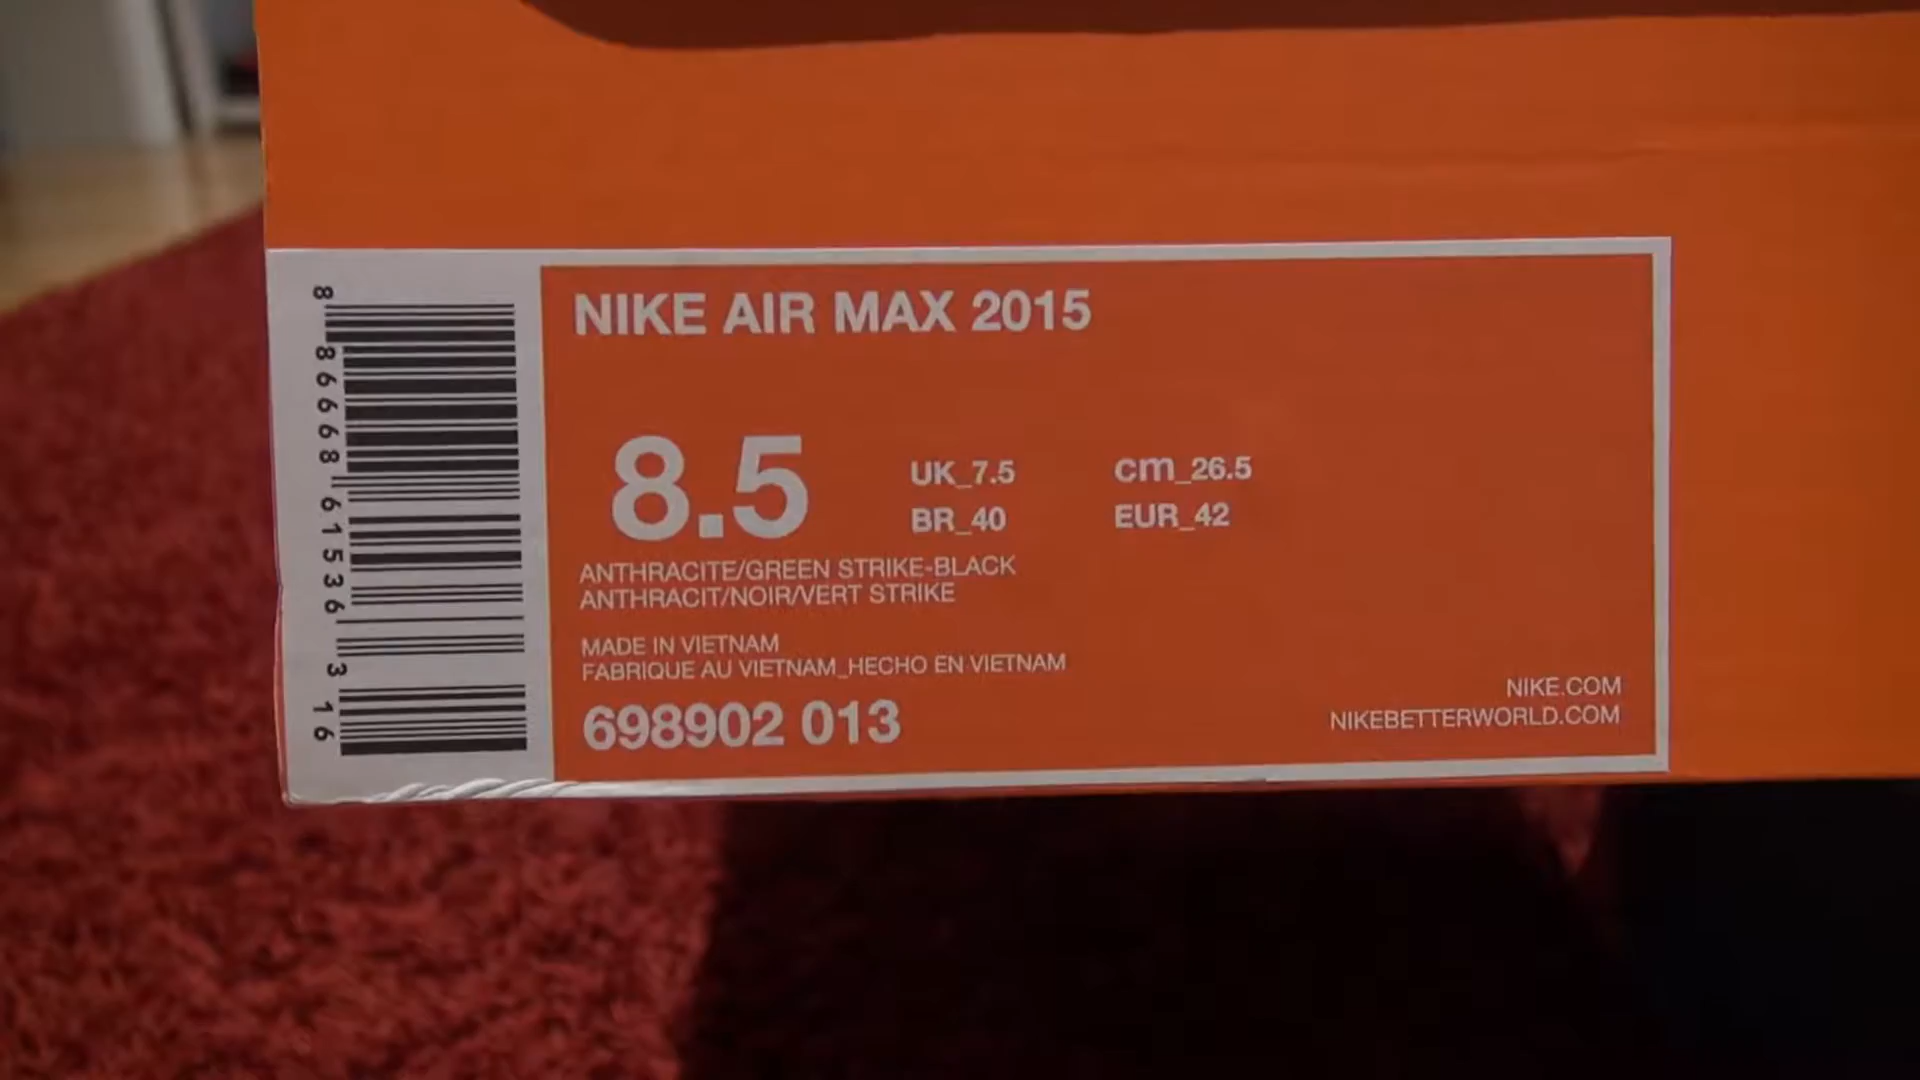 NIKE AIR MAX 2015
8.5
UK_7.5
cm_26.5
BR_40
EUR_42
ANTHRACITE/GREEN STRIKE-BLACK
ANTHRACIT/NOIR/VERT STRIKE
MADE IN VIETNAM
FABRIQUE AU VIETNAM_HECHO EN VIETNAM
698902 013
NIKE.COM
NIKEBETTERWORLD.COM
8 86668 61536 3 16